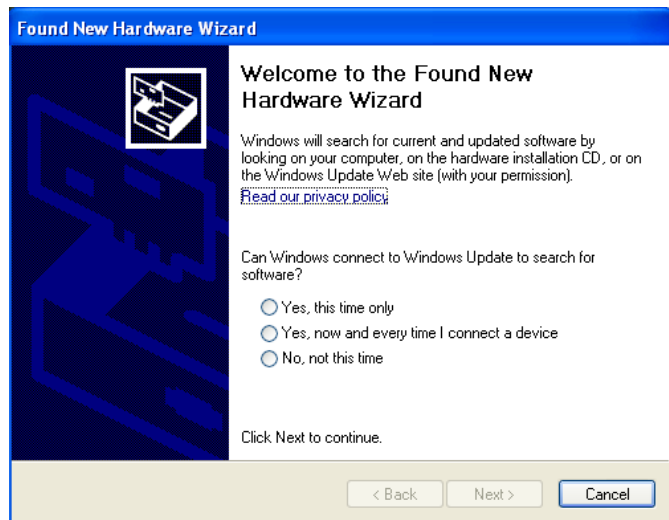 Found New Hardware Wizard
Welcome to the Found New
Hardware Wizard
Windows will search for current and updated software by
looking on your computer, on the hardware installation CD, or on
the Windows Update Web site (with your permission).
Read our privacy policy
Can Windows connect to Windows Update to search for
software?
Yes, this time only
Yes, now and every time I connect a device
No, not this time
Click Next to continue.
< Back Next > Cancel